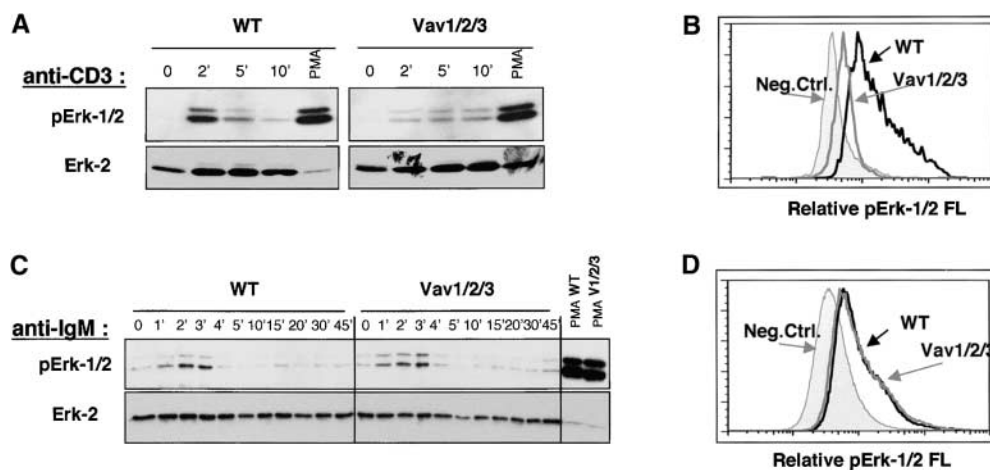 A
WT
Vav1/2/3
anti-CD3 :
0 2' 5' 10' PMA
0 2' 5' 10' PMA
pErk-1/2
Erk-2
B
WT
Neg.Ctrl.
Vav1/2/3
Relative pErk-1/2 FL
C
WT
Vav1/2/3
PMA WT
PMA V1/2/3
anti-IgM :
0 1' 2' 3' 4' 5' 10' 15' 20' 30' 45'
0 1' 2' 3' 4' 5' 10' 15' 20' 30' 45'
pErk-1/2
Erk-2
D
Neg.Ctrl.
WT
Vav1/2/3
Relative pErk-1/2 FL